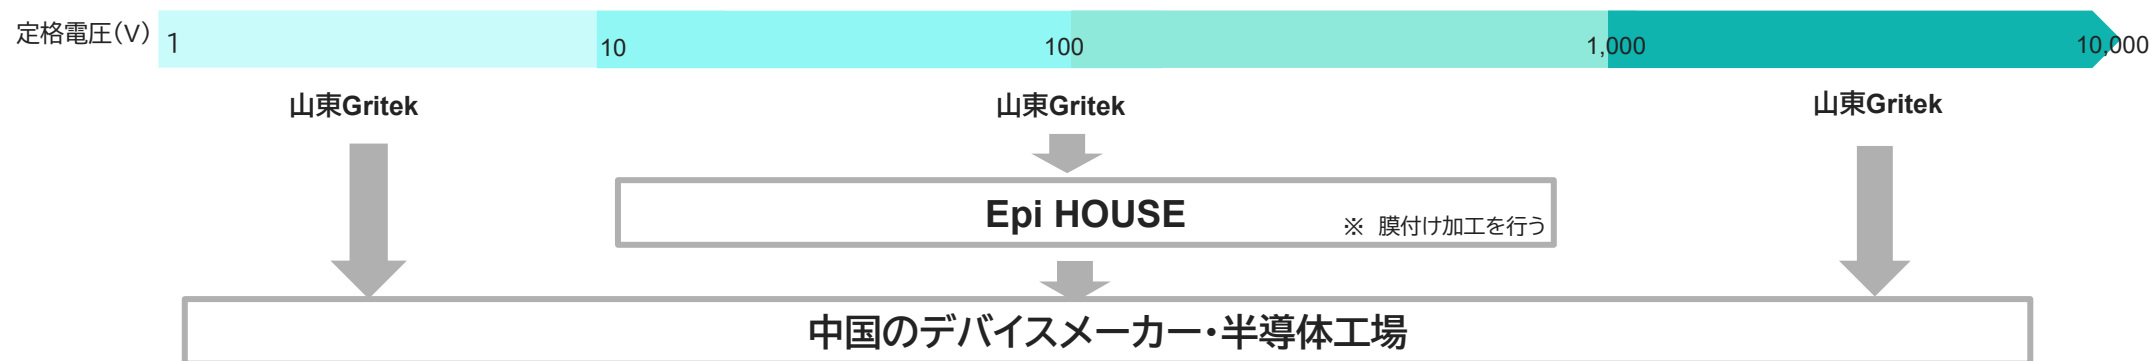 定格電圧(V) 1 10 100 1,000 10,000
山東Gritek 山東Gritek 山東Gritek
Epi HOUSE ※ 膜付け加工を行う
中国のデバイスメーカー・半導体工場